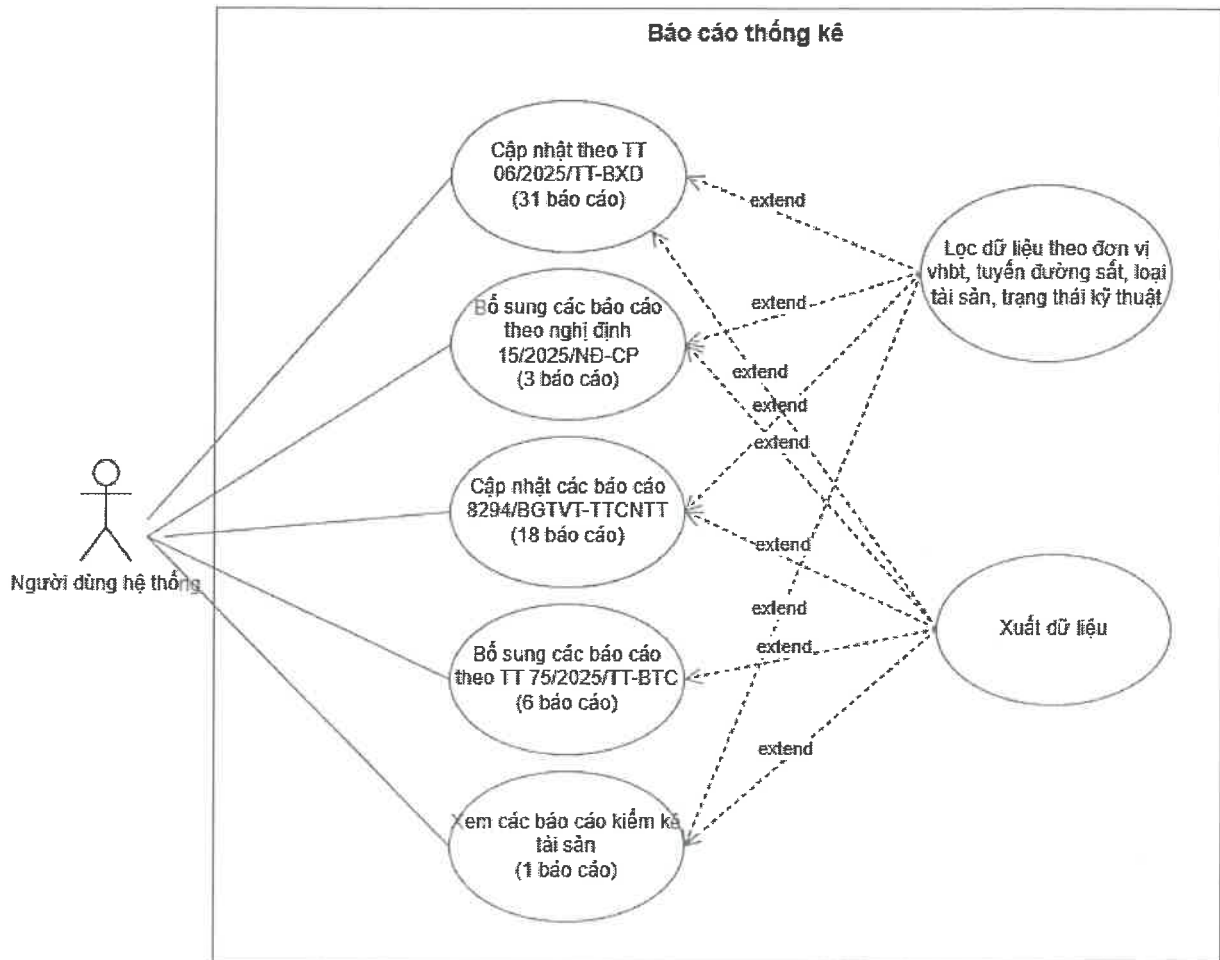 Báo cáo thống kê
Cập nhật theo TT
06/2025/TT-BXD
(31 báo cáo)
extend
Lọc dữ liệu theo đơn vị
vhbt, tuyến đường sắt, loại
tài sản, trạng thái kỹ thuật
Bổ sung các báo cáo
theo nghị định
15/2025/NĐ-CP
(3 báo cáo)
extend
extend
extend
extend
Cập nhật các báo cáo
8294/BGTVT-TTCNTT
(18 báo cáo)
extend
Người dùng hệ thống
extend
Xuất dữ liệu
Bổ sung các báo cáo
theo TT 75/2025/TT-BTC
(6 báo cáo)
extend
extend
Xem các báo cáo kiểm kê
tài sản
(1 báo cáo)